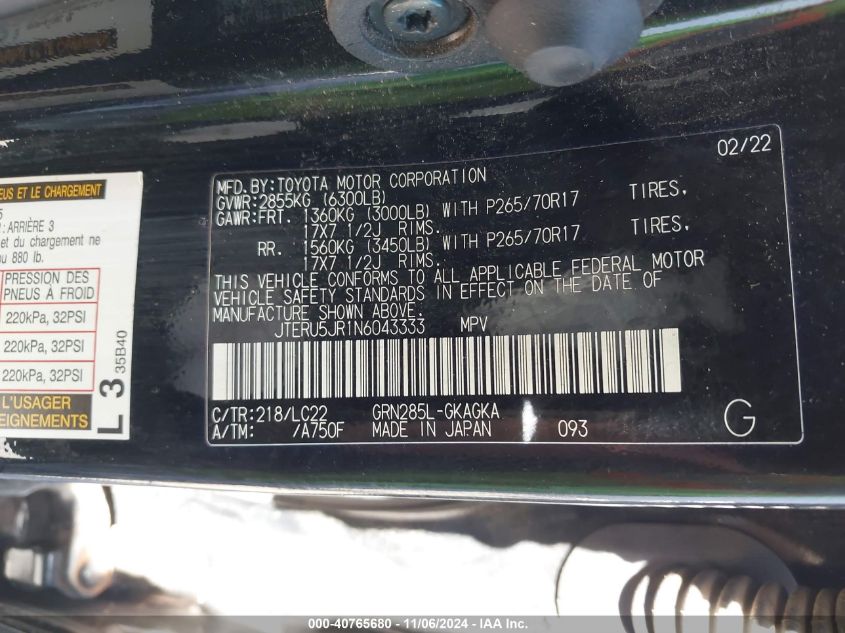 02/22
MFD.BY:TOYOTA MOTOR CORPORATION
GVWR:2855KG (6300LB)
GAWR:FRT. 1360KG (3000LB) WITH P265/70R17 TIRES,
17X7 1/2J RIMS.
RR. 1560KG (3450LB) WITH P265/70R17 TIRES,
17X7 1/2J RIMS.
THIS VEHICLE CONFORMS TO ALL APPLICABLE FEDERAL MOTOR
VEHICLE SAFETY STANDARDS IN EFFECT ON THE DATE OF
MANUFACTURE SHOWN ABOVE.
JTERU5JR1N6043333 MPV
C/TR:218/LC22 GRN285L-GKAGKA
A/TM: /A750F MADE IN JAPAN 093
G
ET LE CHARGEMENT
5
:ARRIÈRE 3
et du chargement ne
880 lb.
PRESSION DES
PNEUS À FROID
220kPa, 32PSI
220kPa, 32PSI
220kPa, 32PSI
L'USAGER
L 3 35B40
000-40765680 - 11/06/2024 - IAA Inc.